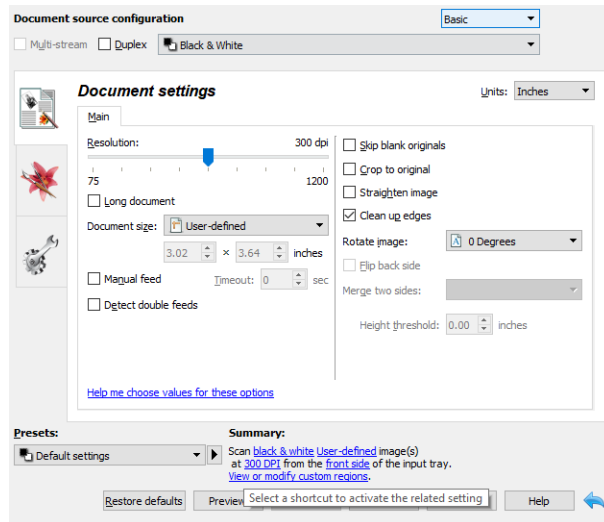 Document source configuration
Basic
Multi-stream Duplex Black & White
Document settings
Units: Inches
Main
Resolution: 300 dpi
75 1200
Long document
Document size: User-defined
3.02 × 3.64 inches
Manual feed Timeout: 0 sec
Detect double feeds
Skip blank originals
Crop to original
Straighten image
Clean up edges
Rotate image: A 0 Degrees
Flip back side
Merge two sides:
Height threshold: 0.00 inches
Help me choose values for these options
Presets:
Default settings
Summary:
Scan black & white User-defined image(s)
at 300 DPI from the front side of the input tray.
View or modify custom regions.
Restore defaults Preview Help
Select a shortcut to activate the related setting